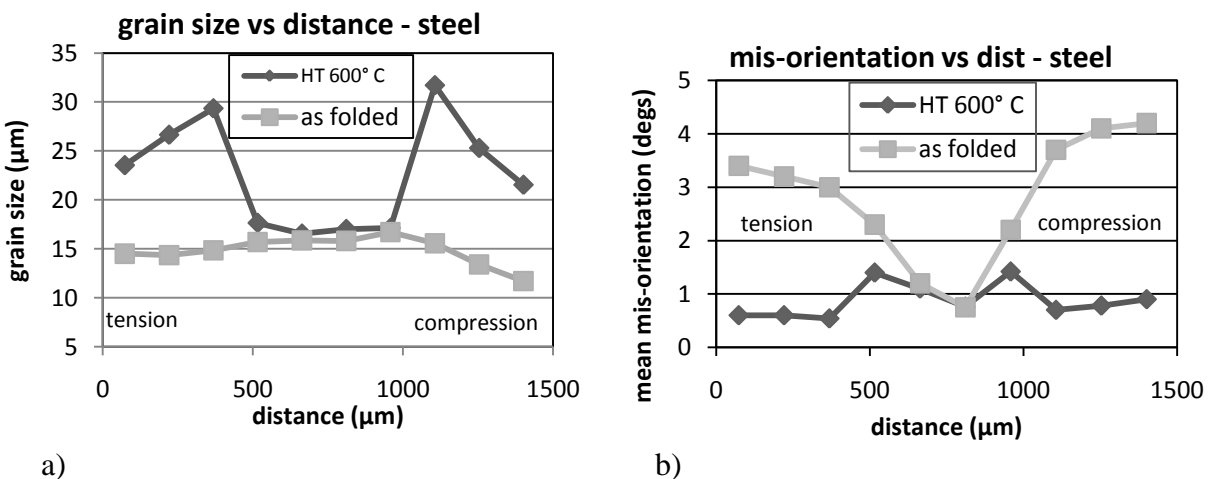 grain size vs distance - steel
grain size (µm)
35
30
25
20
15
10
5
HT 600° C
as folded
tension
compression
0
500
1000
1500
distance (µm)
a)
mis-orientation vs dist - steel
mean mis-orientation (degs)
5
4
3
2
1
0
HT 600° C
as folded
tension
compression
0
500
1000
1500
distance (µm)
b)